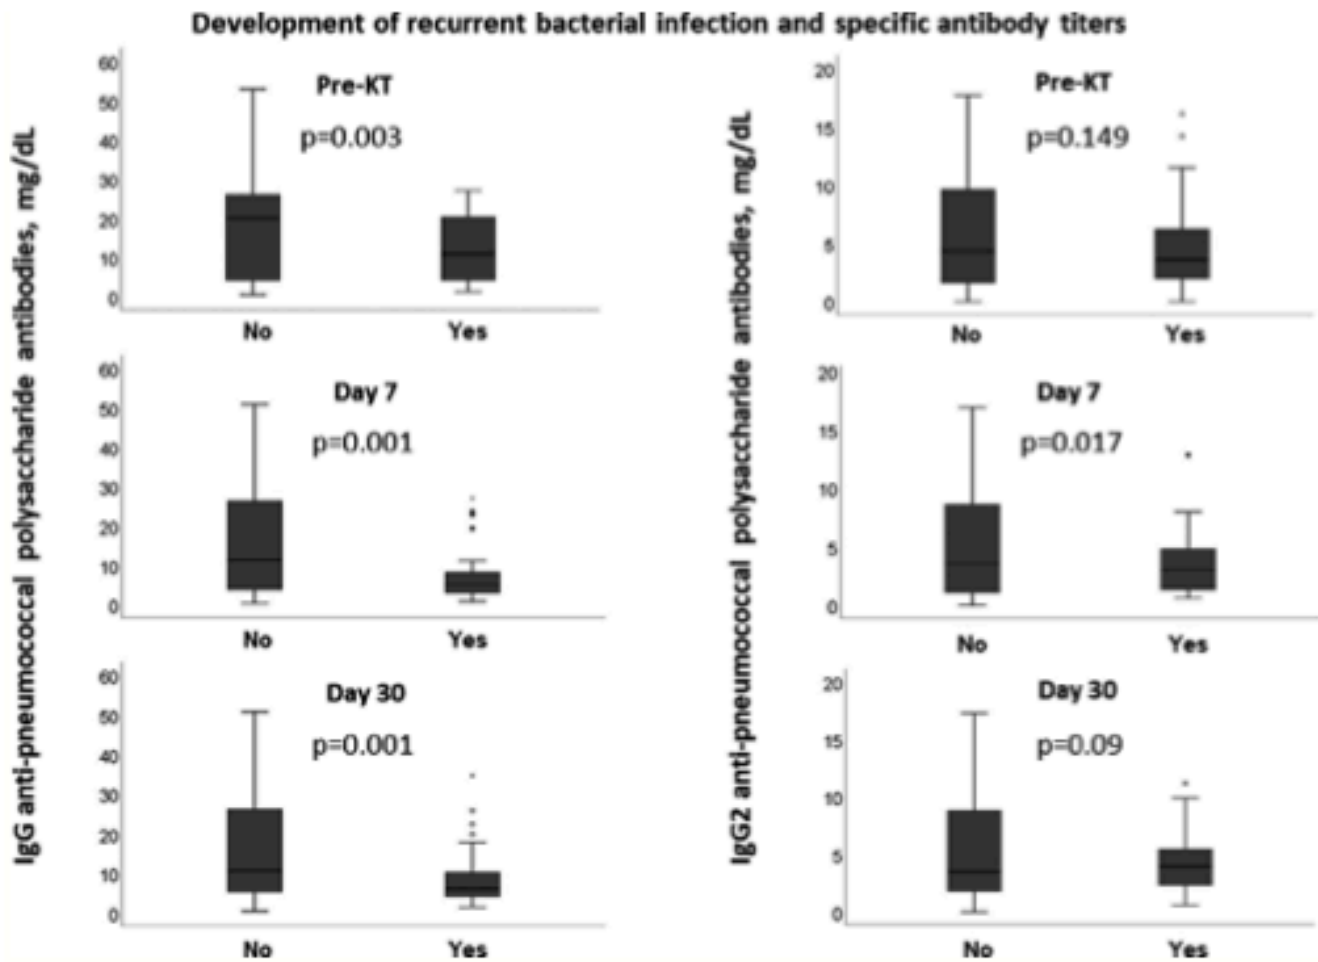 Development of recurrent bacterial infection and specific antibody titers
IgG anti-pneumococcal polysaccharide antibodies, mg/dL
60
50
40
30
20
10
0
Pre-KT
p=0.003
No Yes
60
50
40
30
20
10
0
Day 7
p=0.001
No Yes
60
50
40
30
20
10
0
Day 30
p=0.001
No Yes
IgG2 anti-pneumococcal polysaccharide antibodies, mg/dL
20
15
10
5
0
Pre-KT
p=0.149
No Yes
20
15
10
5
0
Day 7
p=0.017
No Yes
20
15
10
5
0
Day 30
p=0.09
No Yes